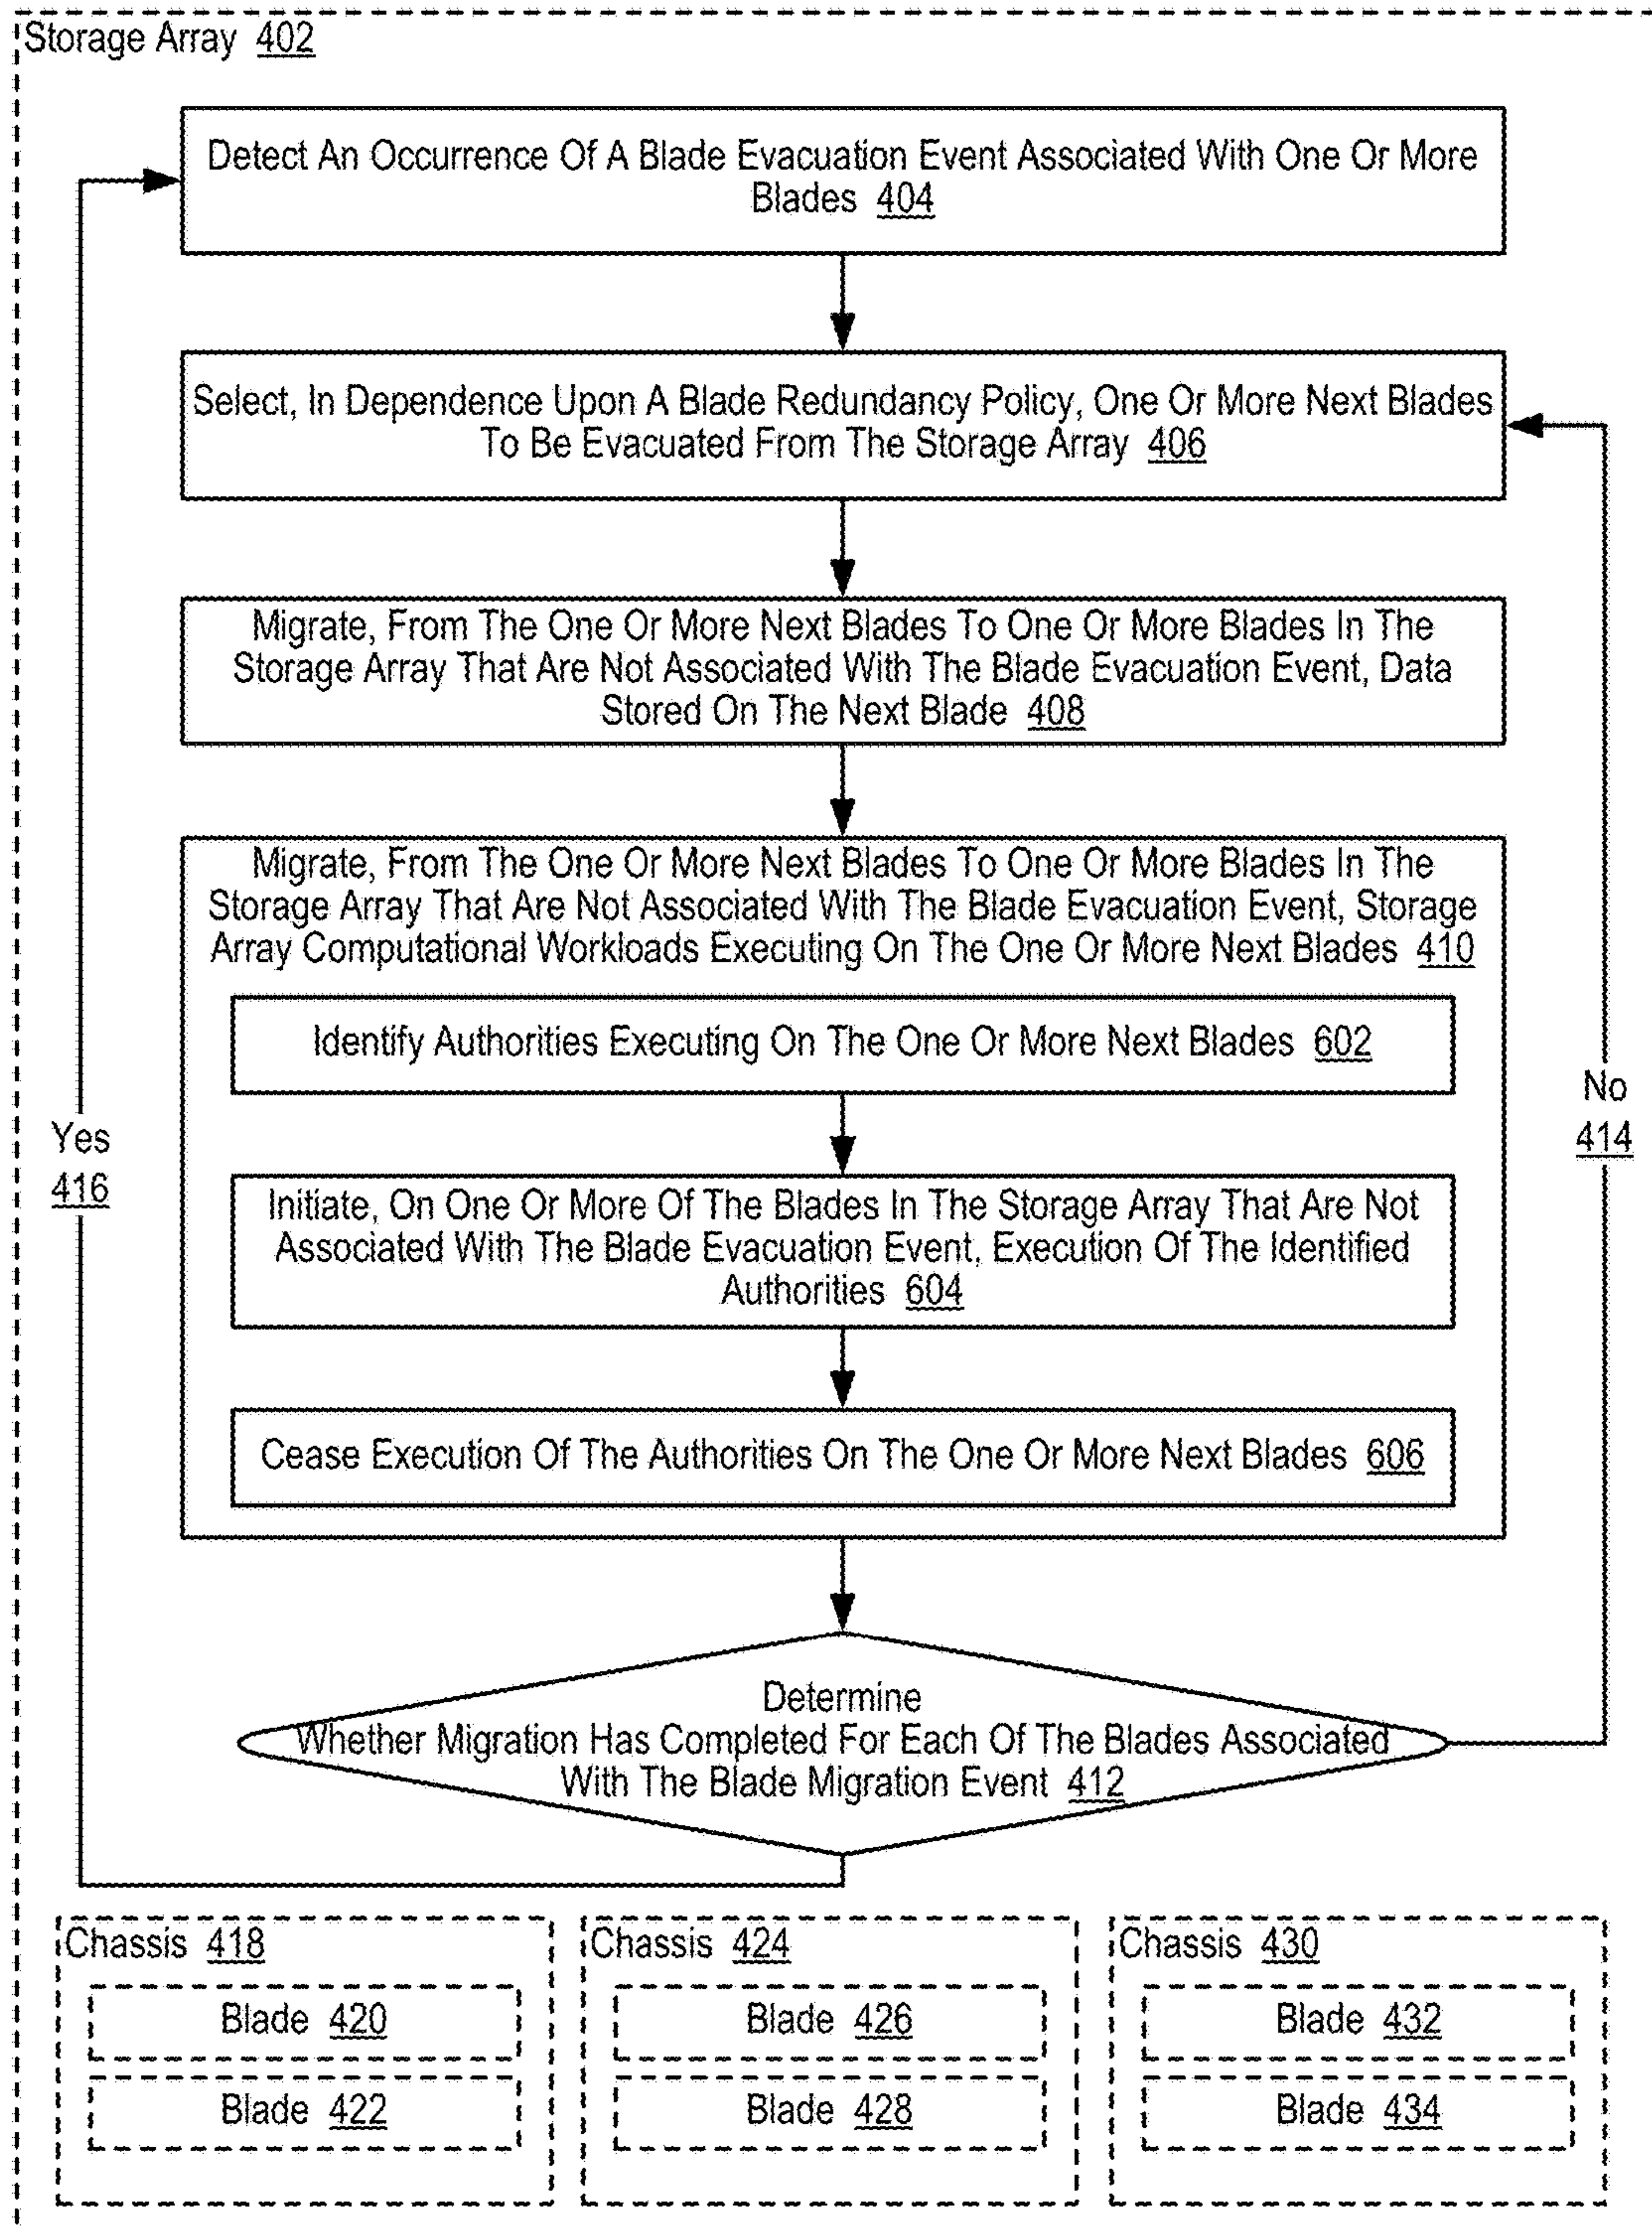 Storage Array 402
Detect An Occurrence Of A Blade Evacuation Event Associated With One Or More
Blades 404
Select, In Dependence Upon A Blade Redundancy Policy, One Or More Next Blades
To Be Evacuated From The Storage Array 406
Migrate, From The One Or More Next Blades To One Or More Blades In The
Storage Array That Are Not Associated With The Blade Evacuation Event, Data
Stored On The Next Blade 408
Migrate, From The One Or More Next Blades To One Or More Blades In The
Storage Array That Are Not Associated With The Blade Evacuation Event, Storage
Array Computational Workloads Executing On The One Or More Next Blades 410
Identify Authorities Executing On The One Or More Next Blades 602
No
414
Yes
416
Initiate, On One Or More Of The Blades In The Storage Array That Are Not
Associated With The Blade Evacuation Event, Execution Of The Identified
Authorities 604
Cease Execution Of The Authorities On The One Or More Next Blades 606
Determine
Whether Migration Has Completed For Each Of The Blades Associated
With The Blade Migration Event 412
Chassis 418
Blade 420
Blade 422
Chassis 424
Blade 426
Blade 428
Chassis 430
Blade 432
Blade 434